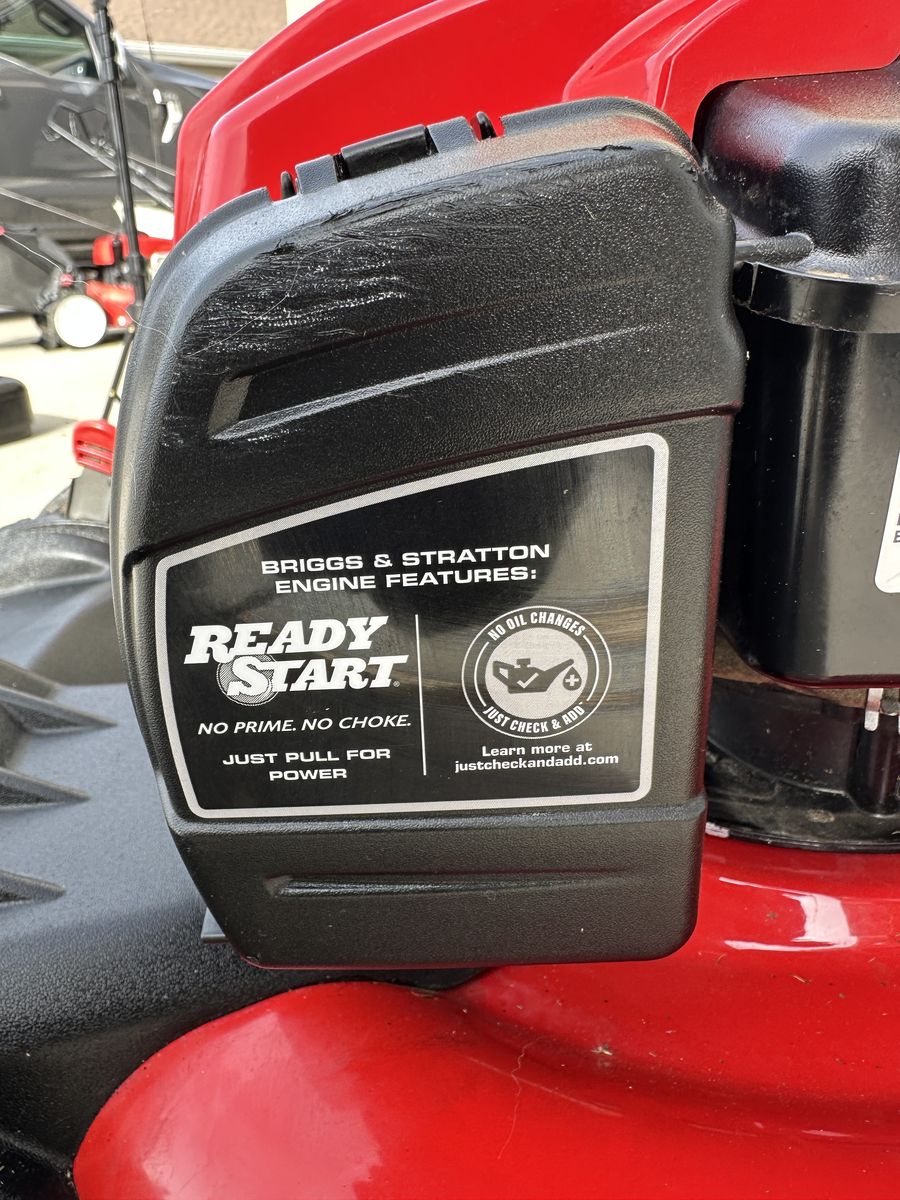 BRIGGS & STRATTON
ENGINE FEATURES:
READY
START®
NO PRIME. NO CHOKE.
JUST PULL FOR
POWER
NO OIL CHANGES
JUST CHECK & ADD
Learn more at
justcheckandadd.com